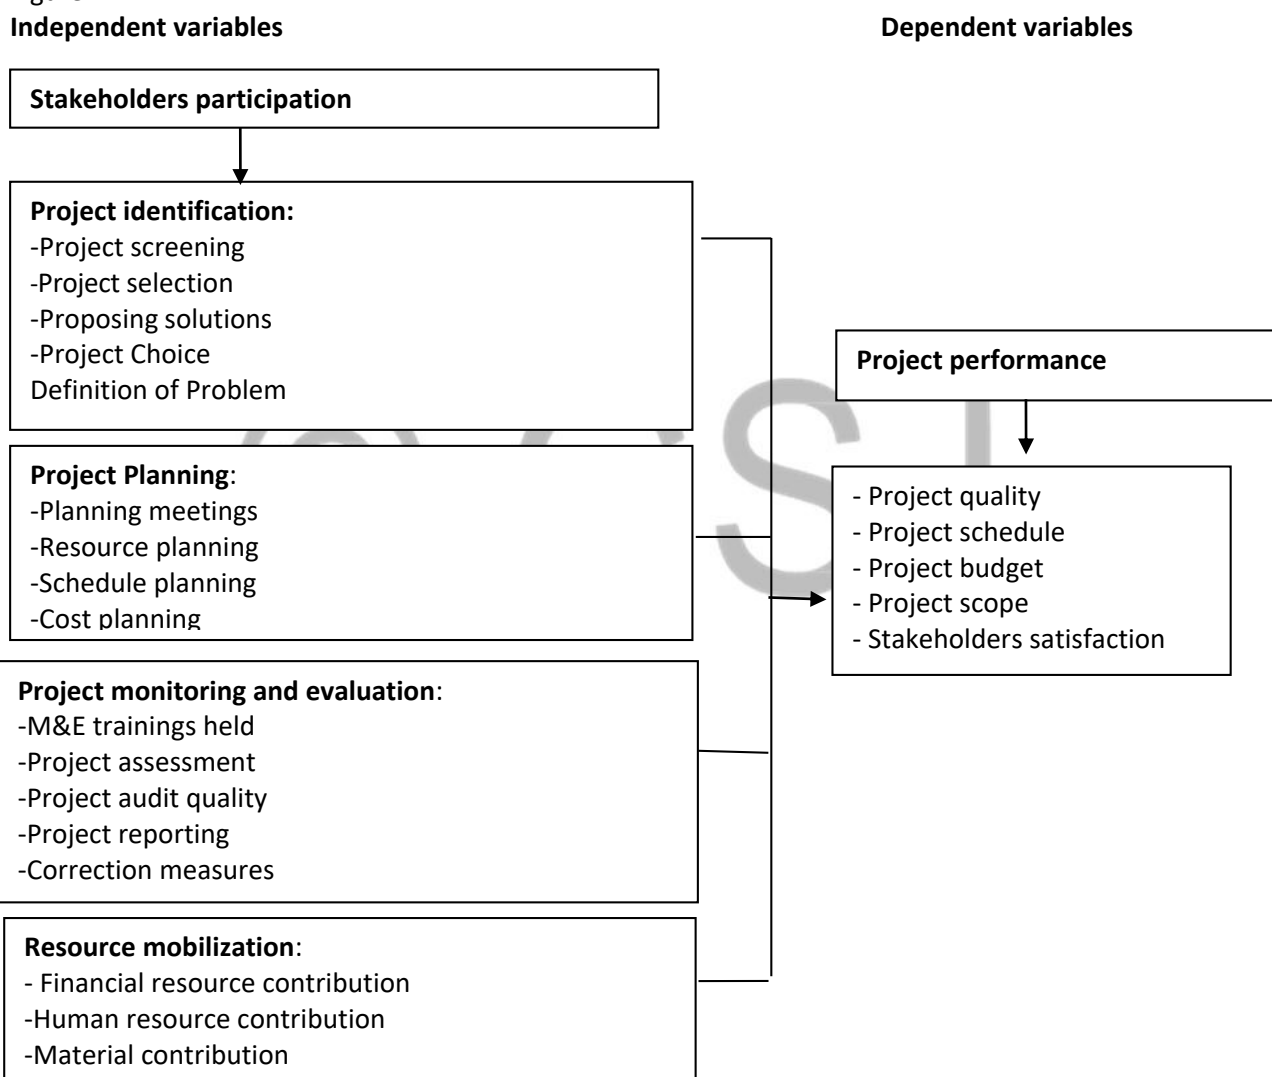 Independent variables
Dependent variables
Stakeholders participation
Project identification:
-Project screening
-Project selection
-Proposing solutions
-Project Choice
Definition of Problem
Project Planning:
-Planning meetings
-Resource planning
-Schedule planning
-Cost planning
Project monitoring and evaluation:
-M&E trainings held
-Project assessment
-Project audit quality
-Project reporting
-Correction measures
Resource mobilization:
- Financial resource contribution
-Human resource contribution
-Material contribution
Project performance
- Project quality
- Project schedule
- Project budget
- Project scope
- Stakeholders satisfaction